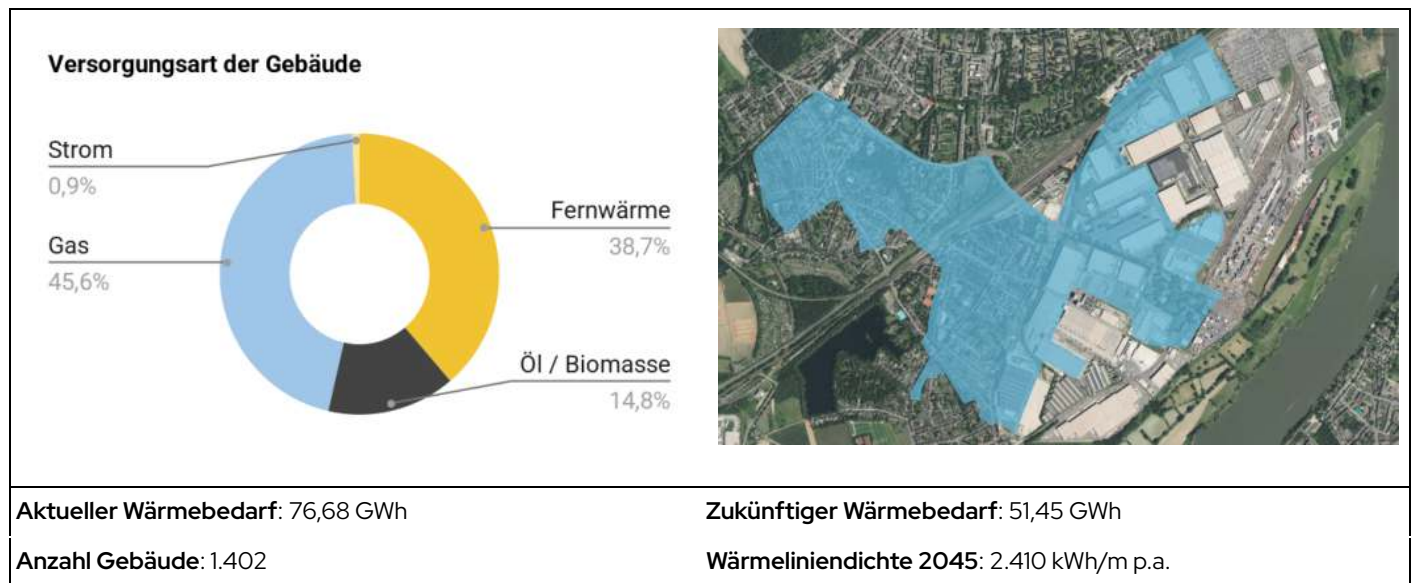 Versorgungsart der Gebäude
Strom
0,9%
Gas
45,6%
Fernwärme
38,7%
Öl / Biomasse
14,8%
Aktueller Wärmebedarf: 76,68 GWh
Zukünftiger Wärmebedarf: 51,45 GWh
Anzahl Gebäude: 1.402
Wärmeliniendichte 2045: 2.410 kWh/m p.a.